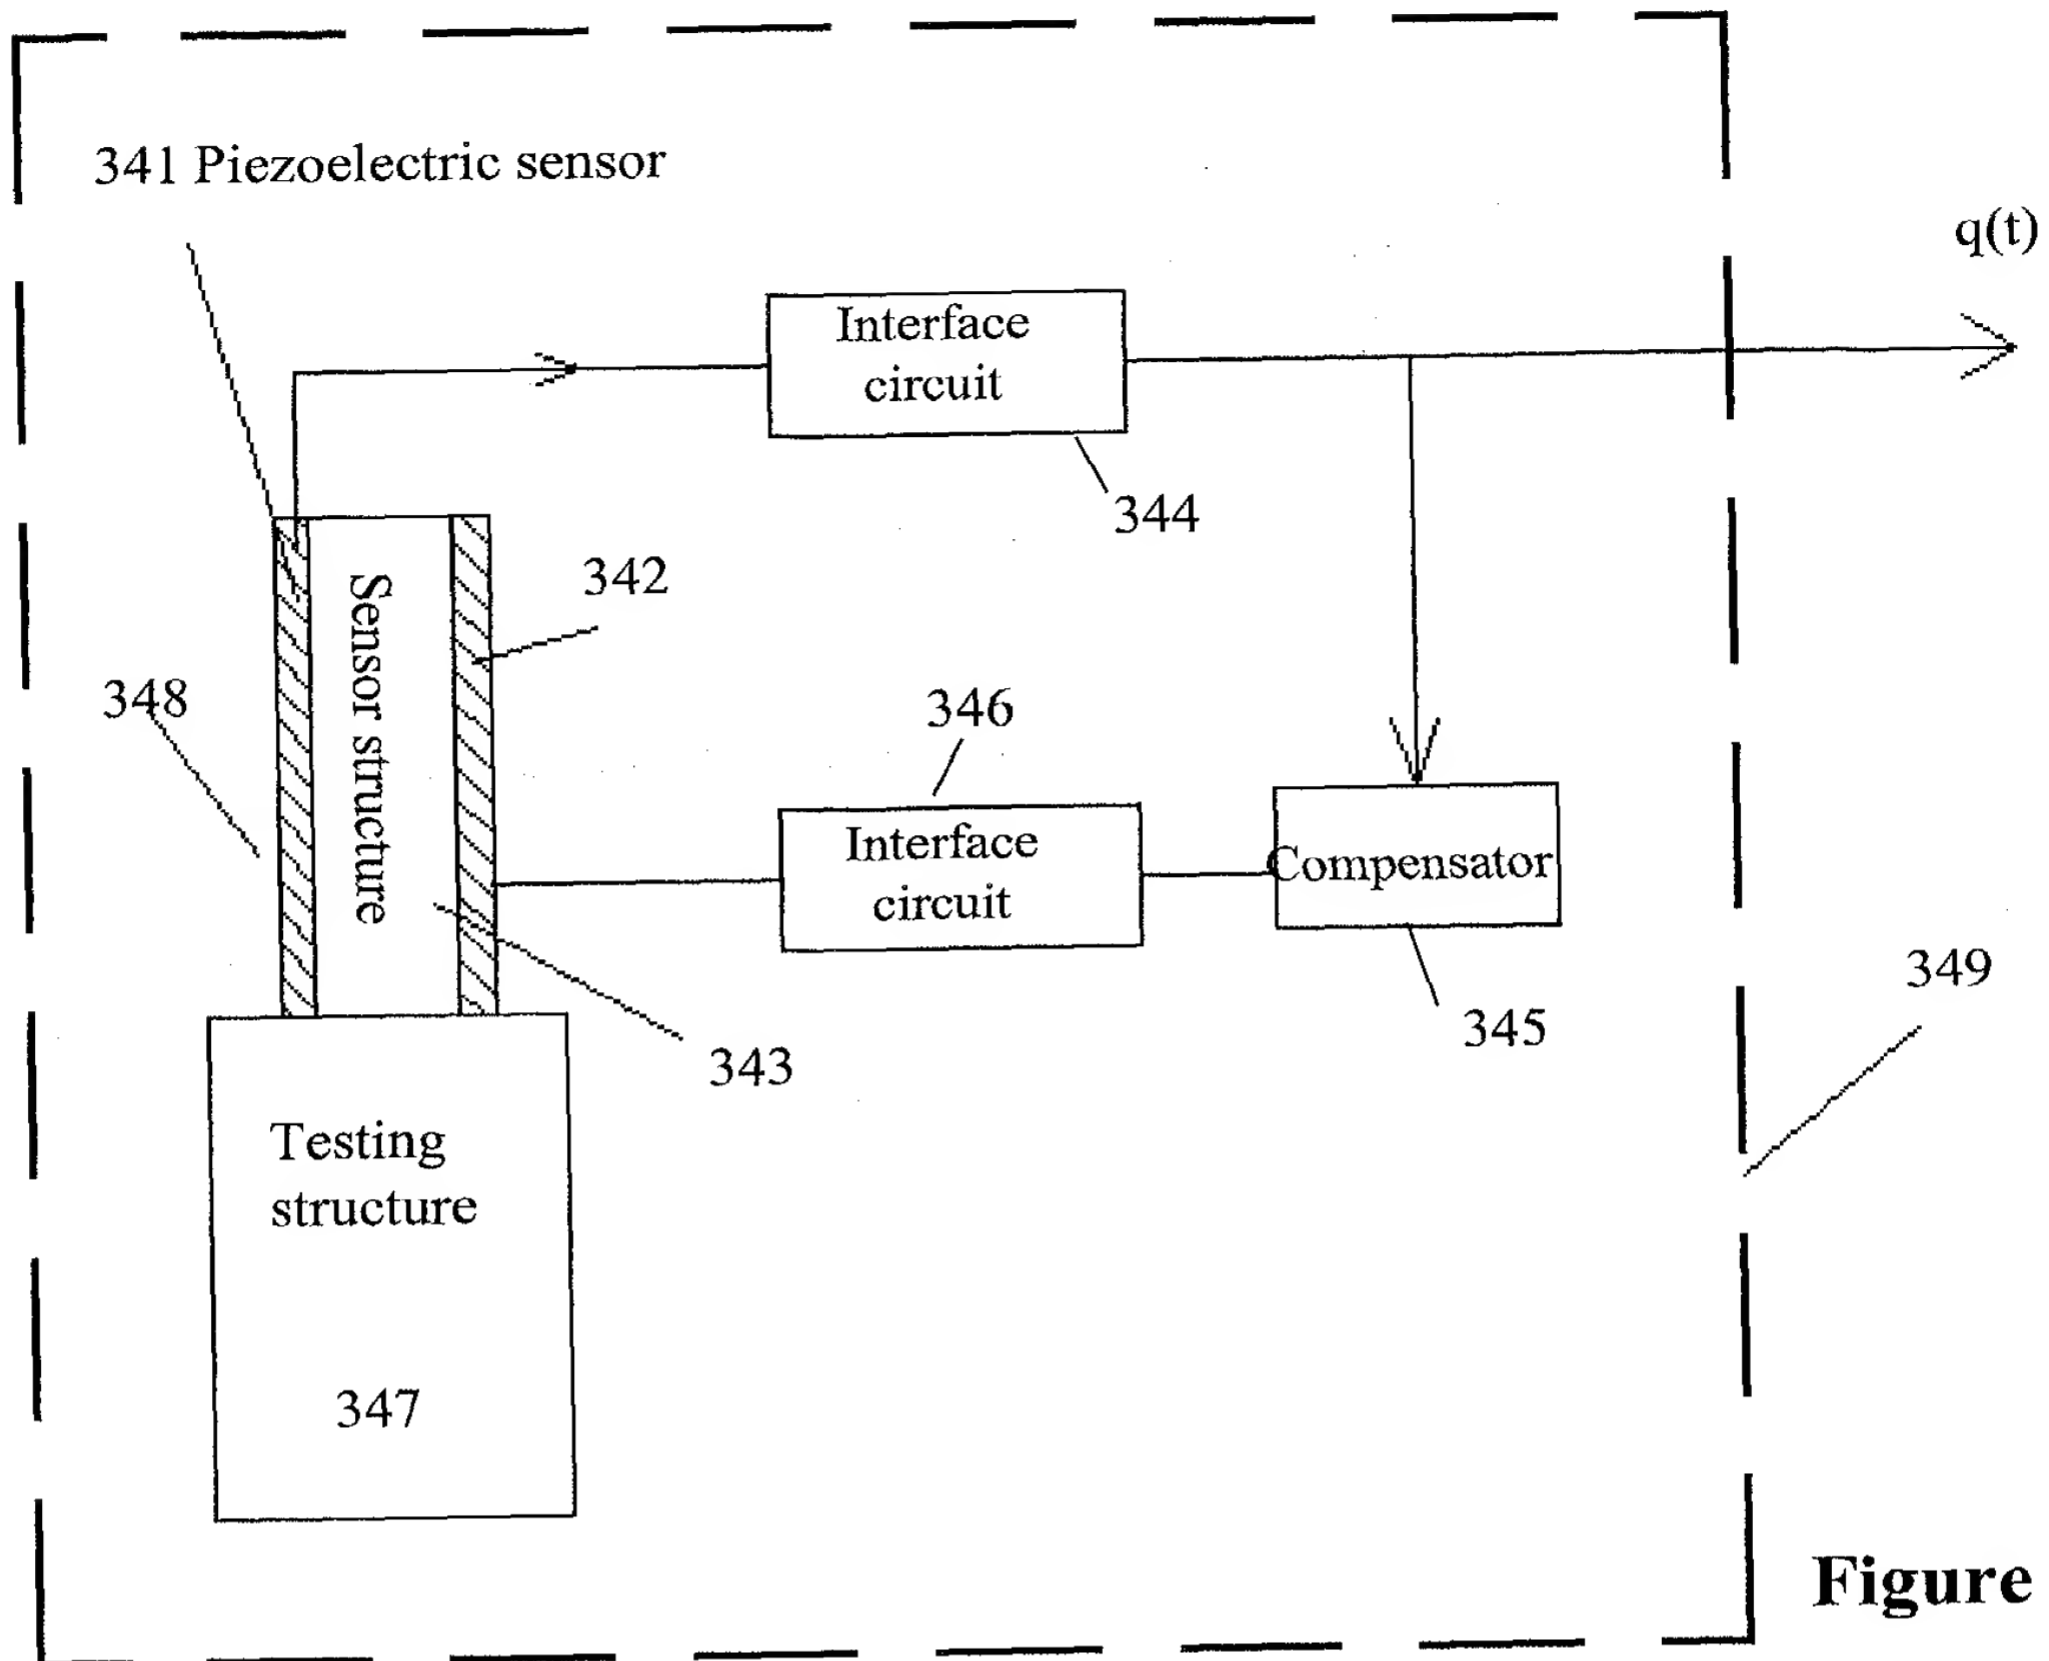 341 Piezoelectric sensor
q(t)
Interface
circuit
344
342
Sensor structure
348
346
Interface
circuit
Compensator
349
345
343
Testing
structure
347
Figure